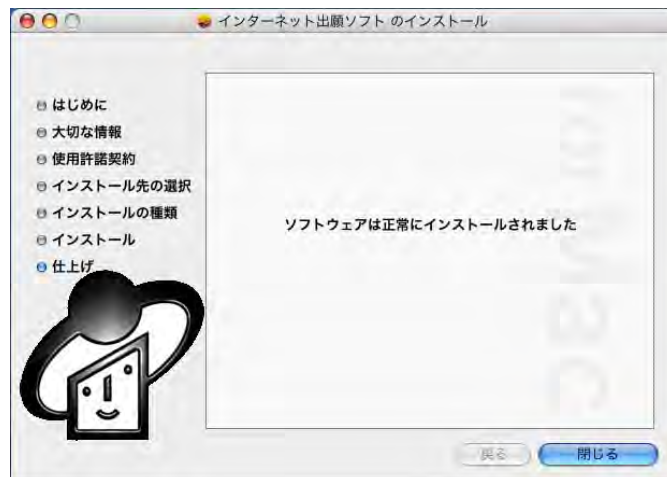 インターネット出願ソフト のインストール
はじめに
大切な情報
使用許諾契約
インストール先の選択
インストールの種類
インストール
仕上げ
ソフトウェアは正常にインストールされました
for Mac
戻る
閉じる